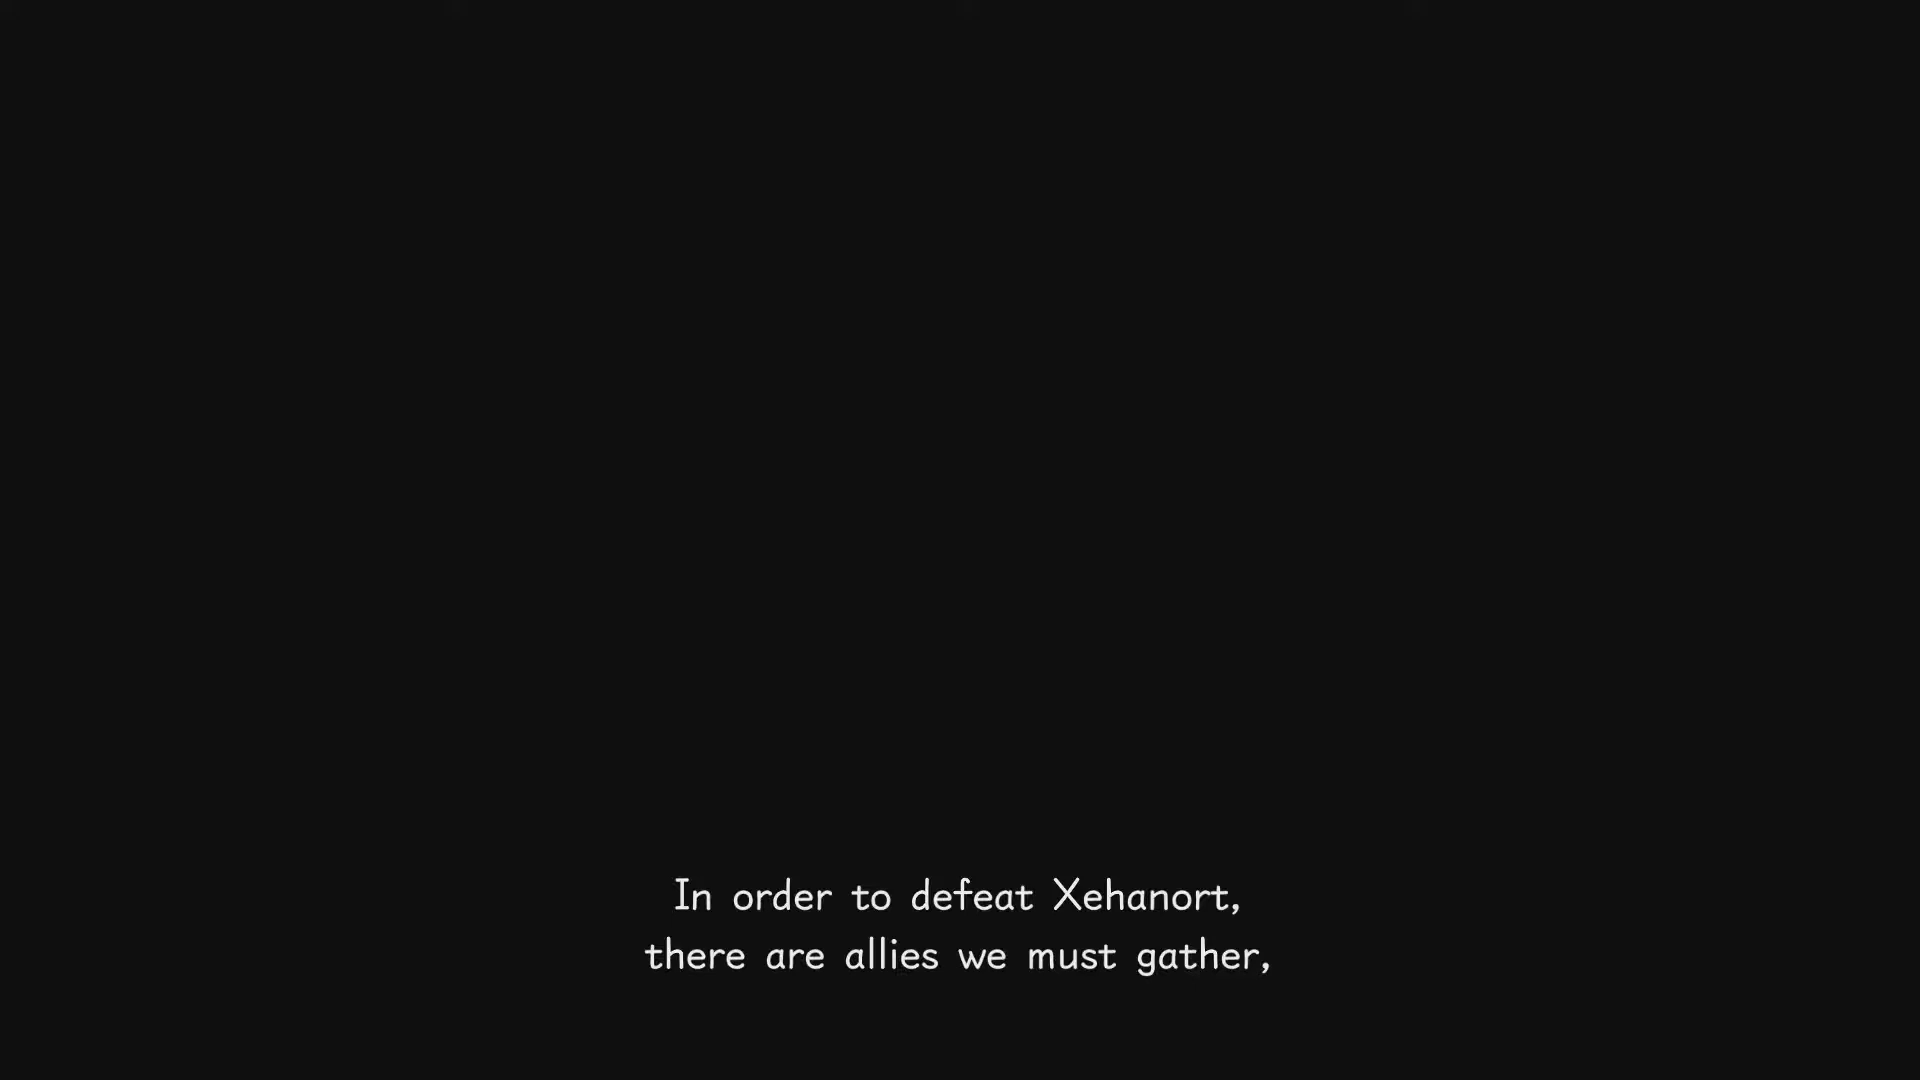 In order to defeat Xehanort,
there are allies we must gather,